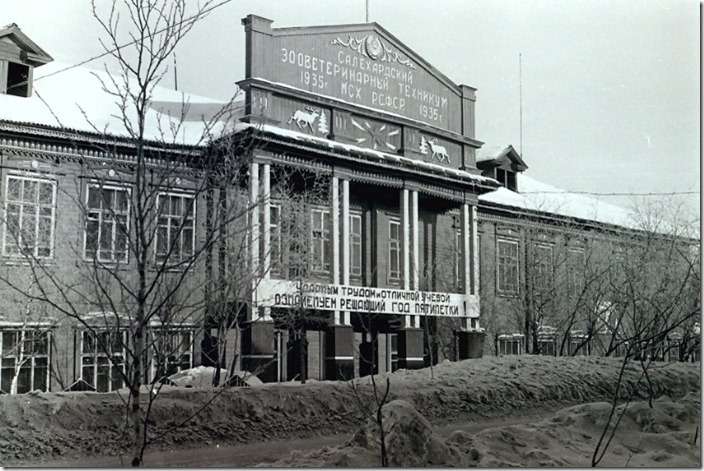 САЛЕХАРДСКИЙ
ЗООВЕТЕРИНАРНЫЙ ТЕХНИКУМ
1935г. МСХ РСФСР 1935г.
УДАРНЫМ ТРУДОМ И ОТЛИЧНОЙ УЧЕБОЙ
ОЗНАМЕНУЕМ РЕШАЮЩИЙ ГОД ПЯТИЛЕТКИ